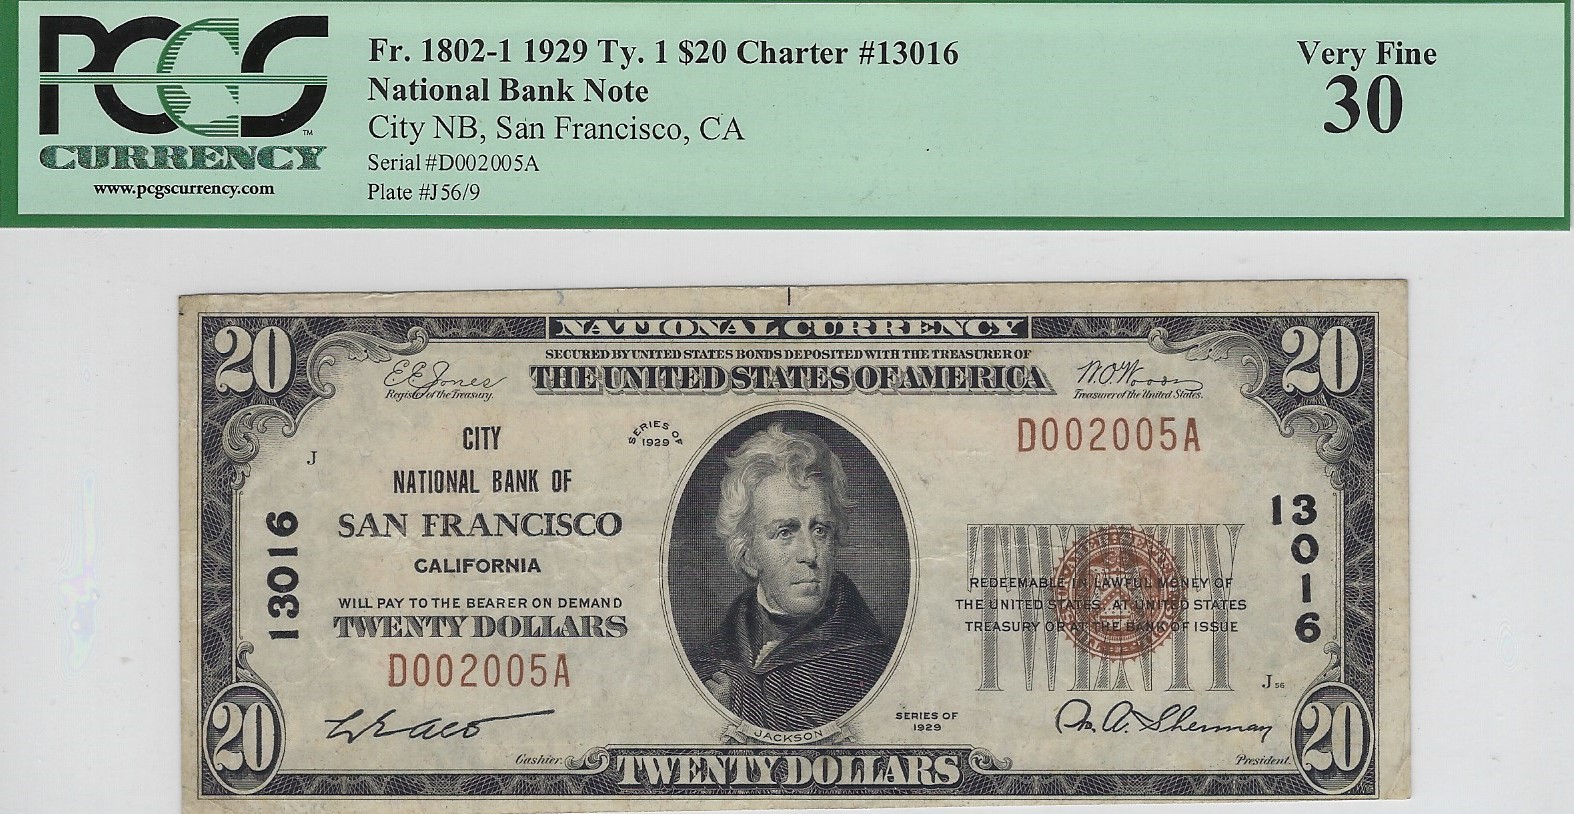 PCGS™
CURRENCY
www.pcgscurrency.com
Fr. 1802-1 1929 Ty. 1 $20 Charter #13016
National Bank Note
City NB, San Francisco, CA
Serial #D002005A
Plate #J56/9
Very Fine
30
20
NATIONAL CURRENCY
20
SECURED BY UNITED STATES BONDS DEPOSITED WITH THE TREASURER OF
THE UNITED STATES OF AMERICA
E.E. Jones
Register of the Treasury.
W.O. Woods
Treasurer of the United States.
SERIES OF
1929
D002005A
J
CITY
NATIONAL BANK OF
SAN FRANCISCO
CALIFORNIA
WILL PAY TO THE BEARER ON DEMAND
TWENTY DOLLARS
D002005A
13016
13016
TWENTY
REDEEMABLE IN LAWFUL MONEY OF
THE UNITED STATES, AT UNITED STATES
TREASURY OR AT THE BANK OF ISSUE
J56
SERIES OF
1929
JACKSON
Cashier.
Sherman
President.
20
TWENTY DOLLARS
20